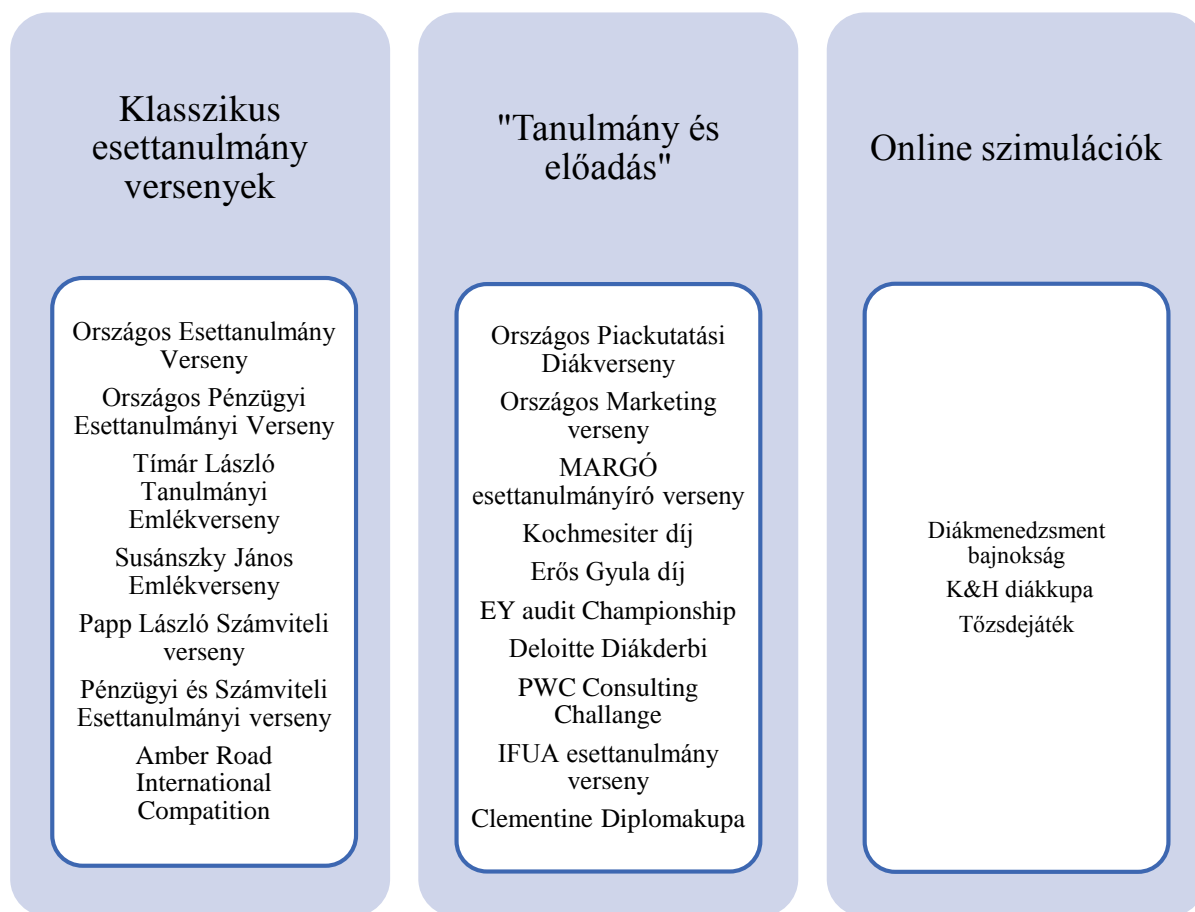 Klasszikus
esettanulmány
versenyek
Országos Esettanulmány
Verseny
Országos Pénzügyi
Esettanulmányi Verseny
Tímár László
Tanulmányi
Emlékverseny
Susánszky János
Emlékverseny
Papp László Számviteli
verseny
Pénzügyi és Számviteli
Esettanulmányi verseny
Amber Road
International
Compatition
"Tanulmány és
előadás"
Országos Piackutatási
Diákverseny
Országos Marketing
verseny
MARGÓ
esettanulmányíró verseny
Kochmesiter díj
Erős Gyula díj
EY audit Championship
Deloitte Diákderbi
PWC Consulting
Challange
IFUA esettanulmány
verseny
Clementine Diplomakupa
Online szimulációk
Diákmenedzsment
bajnokság
K&H diákkupa
Tőzsdejáték